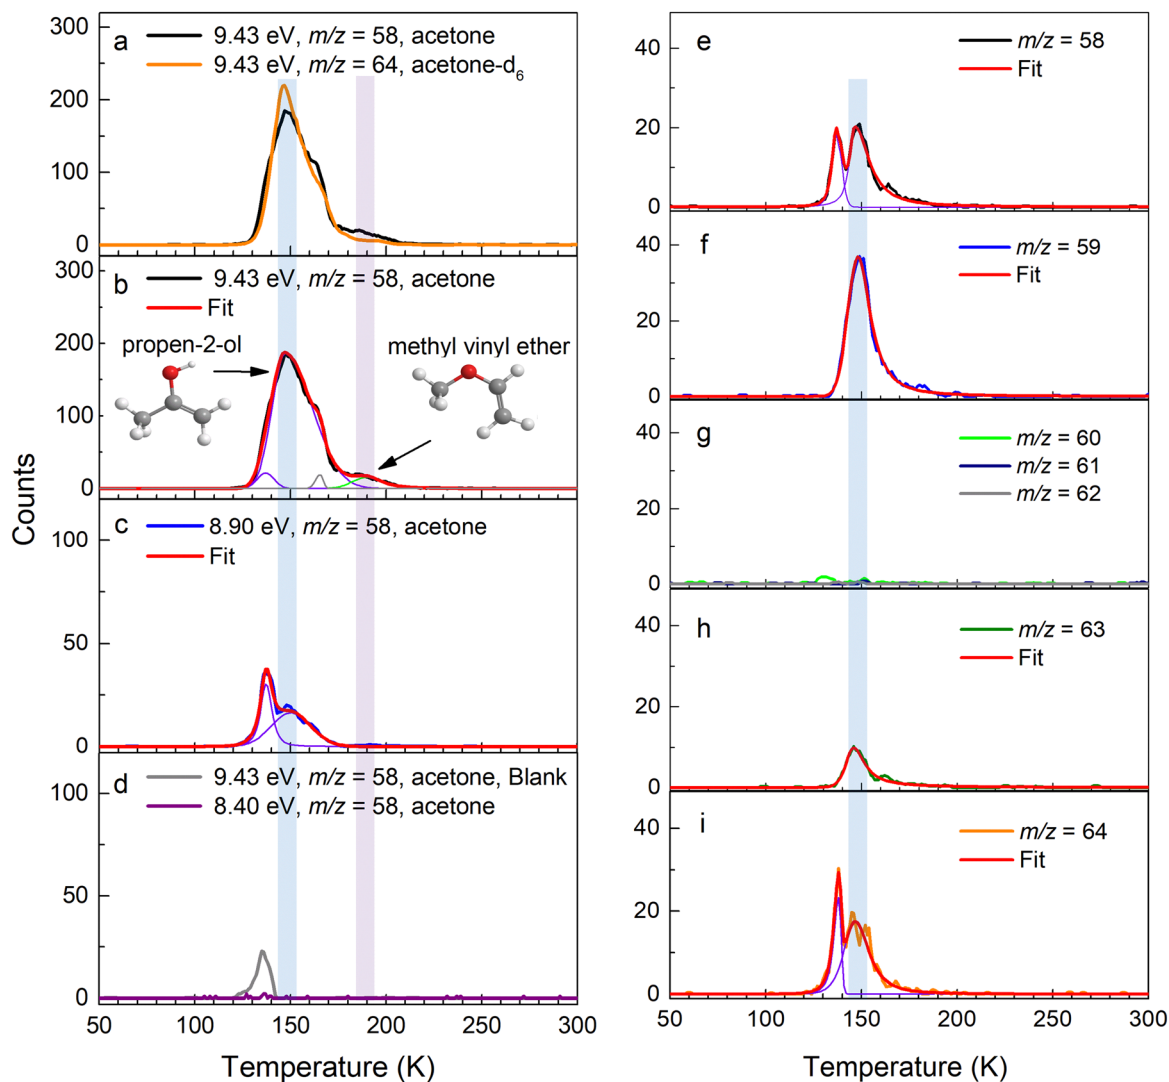 300
a
9.43 eV, m/z = 58, acetone
9.43 eV, m/z = 64, acetone-d6
200
100
0
300
b
9.43 eV, m/z = 58, acetone
Fit
200
propen-2-ol
methyl vinyl ether
100
0
c
8.90 eV, m/z = 58, acetone
Fit
100
50
0
d
9.43 eV, m/z = 58, acetone, Blank
8.40 eV, m/z = 58, acetone
100
50
0
50 100 150 200 250 300
Temperature (K)
Counts
e
m/z = 58
Fit
40
20
0
f
m/z = 59
Fit
40
20
0
g
m/z = 60
m/z = 61
m/z = 62
40
20
0
h
m/z = 63
Fit
40
20
0
i
m/z = 64
Fit
40
20
0
50 100 150 200 250 300
Temperature (K)